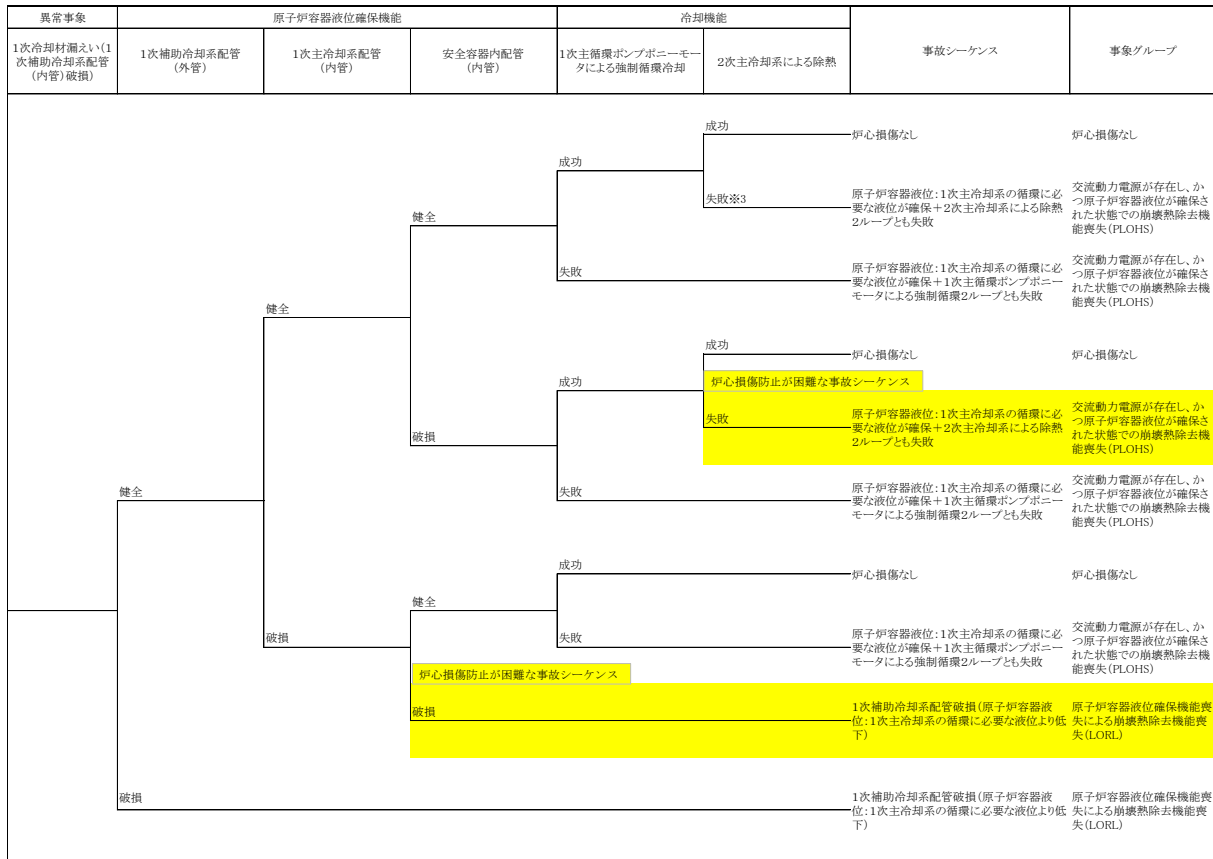 異常事象
原子炉容器液位確保機能
冷却機能
事故シーケンス
事象グループ
1次冷却材漏えい(1
次補助冷却系配管
(内管)破損)
1次補助冷却系配管
(外管)
1次主冷却系配管
(内管)
安全容器内配管
(内管)
1次主循環ポンプポニーモー
タによる強制循環冷却
2次主冷却系による除熱
成功
炉心損傷なし
炉心損傷なし
成功
失敗※3
原子炉容器液位:1次主冷却系の循環に必
要な液位が確保+2次主冷却系による除熱
2ループとも失敗
交流動力電源が存在し、か
つ原子炉容器液位が確保さ
れた状態での崩壊熱除去機
能喪失(PLOHS)
健全
失敗
原子炉容器液位:1次主冷却系の循環に必
要な液位が確保+1次主循環ポンプポニー
モータによる強制循環2ループとも失敗
交流動力電源が存在し、か
つ原子炉容器液位が確保さ
れた状態での崩壊熱除去機
能喪失(PLOHS)
健全
成功
炉心損傷なし
炉心損傷なし
成功
炉心損傷防止が困難な事故シーケンス
失敗
原子炉容器液位:1次主冷却系の循環に必
要な液位が確保+2次主冷却系による除熱
2ループとも失敗
交流動力電源が存在し、か
つ原子炉容器液位が確保さ
れた状態での崩壊熱除去機
能喪失(PLOHS)
破損
健全
失敗
原子炉容器液位:1次主冷却系の循環に必
要な液位が確保+1次主循環ポンプポニー
モータによる強制循環2ループとも失敗
交流動力電源が存在し、か
つ原子炉容器液位が確保さ
れた状態での崩壊熱除去機
能喪失(PLOHS)
成功
炉心損傷なし
炉心損傷なし
健全
破損
失敗
原子炉容器液位:1次主冷却系の循環に必
要な液位が確保+1次主循環ポンプポニー
モータによる強制循環2ループとも失敗
交流動力電源が存在し、か
つ原子炉容器液位が確保さ
れた状態での崩壊熱除去機
能喪失(PLOHS)
炉心損傷防止が困難な事故シーケンス
破損
1次補助冷却系配管破損(原子炉容器液
位:1次主冷却系の循環に必要な液位より低
下)
原子炉容器液位確保機能喪
失による崩壊熱除去機能喪
失(LORL)
破損
1次補助冷却系配管破損(原子炉容器液
位:1次主冷却系の循環に必要な液位より低
下)
原子炉容器液位確保機能喪
失による崩壊熱除去機能喪
失(LORL)